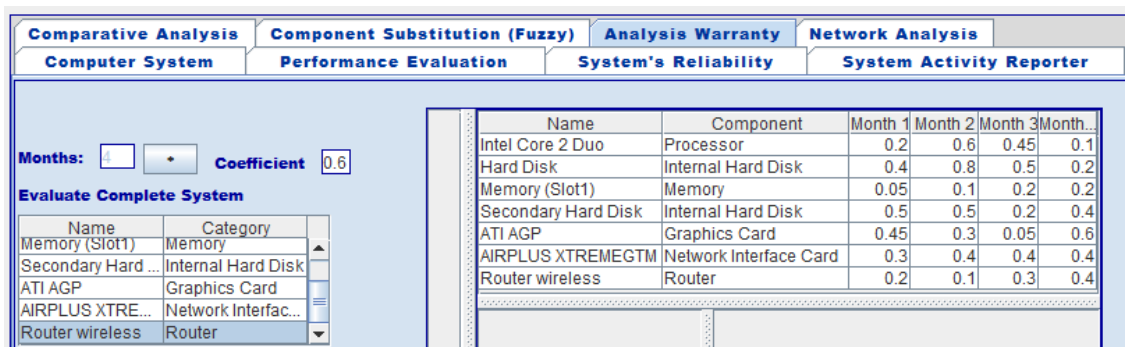 Comparative Analysis Component Substitution (Fuzzy) Analysis Warranty Network Analysis
Computer System Performance Evaluation System's Reliability System Activity Reporter
Months: 4 * Coefficient 0.6
Evaluate Complete System
Name Category
Memory (Slot1) Memory
Secondary Hard ... Internal Hard Disk
ATI AGP Graphics Card
AIRPLUS XTRE... Network Interfac...
Router wireless Router
Name Component Month 1 Month 2 Month 3 Month...
Intel Core 2 Duo Processor 0.2 0.6 0.45 0.1
Hard Disk Internal Hard Disk 0.4 0.8 0.5 0.2
Memory (Slot1) Memory 0.05 0.1 0.2 0.2
Secondary Hard Disk Internal Hard Disk 0.5 0.5 0.2 0.4
ATI AGP Graphics Card 0.45 0.3 0.05 0.6
AIRPLUS XTREMEGTM Network Interface Card 0.3 0.4 0.4 0.4
Router wireless Router 0.2 0.1 0.3 0.4